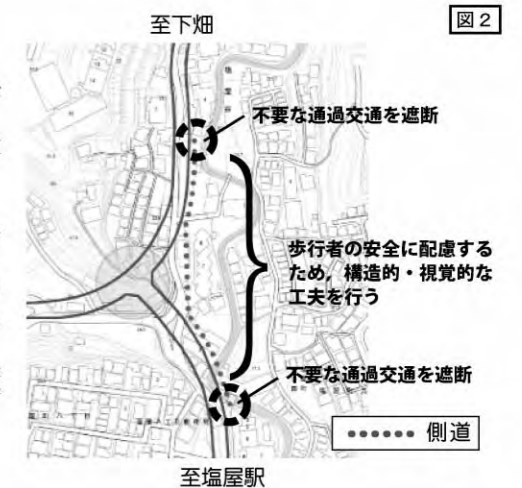 至下畑
図2
不要な通過交通を遮断
歩行者の安全に配慮する
ため，構造的・視覚的な
工夫を行う
不要な通過交通を遮断
側道
至塩屋駅